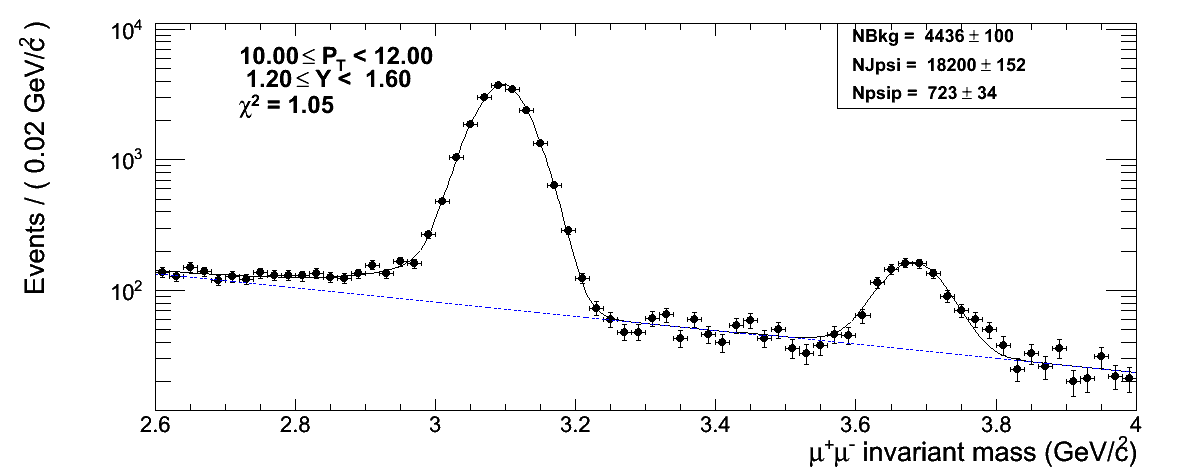 Events / ( 0.02 GeV/c² )
10⁴
10³
10²
10.00 ≤ P_T < 12.00
1.20 ≤ Y < 1.60
χ² = 1.05
NBkg = 4436 ± 100
NJpsi = 18200 ± 152
Npsip = 723 ± 34
2.6 2.8 3 3.2 3.4 3.6 3.8 4
μ⁺μ⁻ invariant mass (GeV/c²)